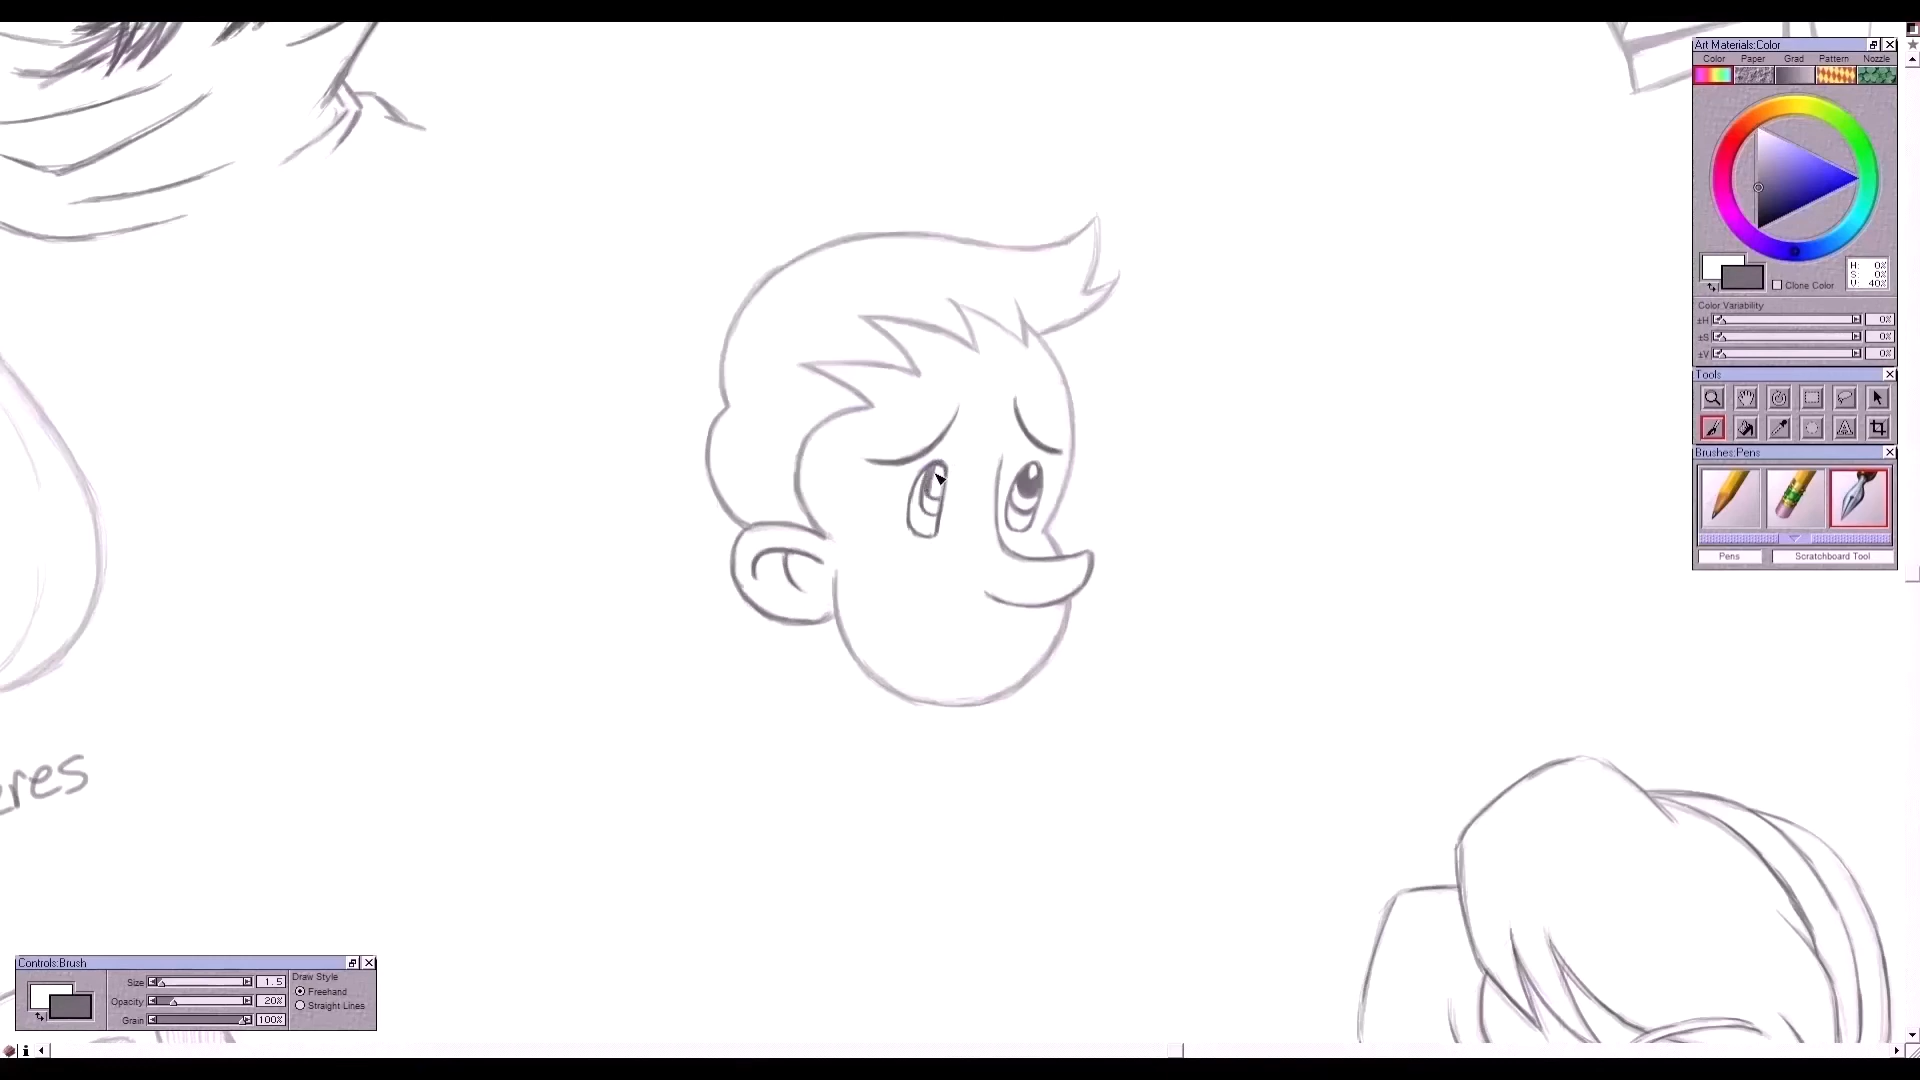 Art Materials:Color
Color Paper Grad Pattern Nozzle
H: 0%
S: 0%
V: 40%
Clone Color
Color Variability
±H 0%
±S 0%
±V 0%
Tools
Brushes:Pens
Pens Scratchboard Tool
eres
Controls:Brush
Size 1.5
Opacity 20%
Grain 100%
Draw Style
Freehand
Straight Lines